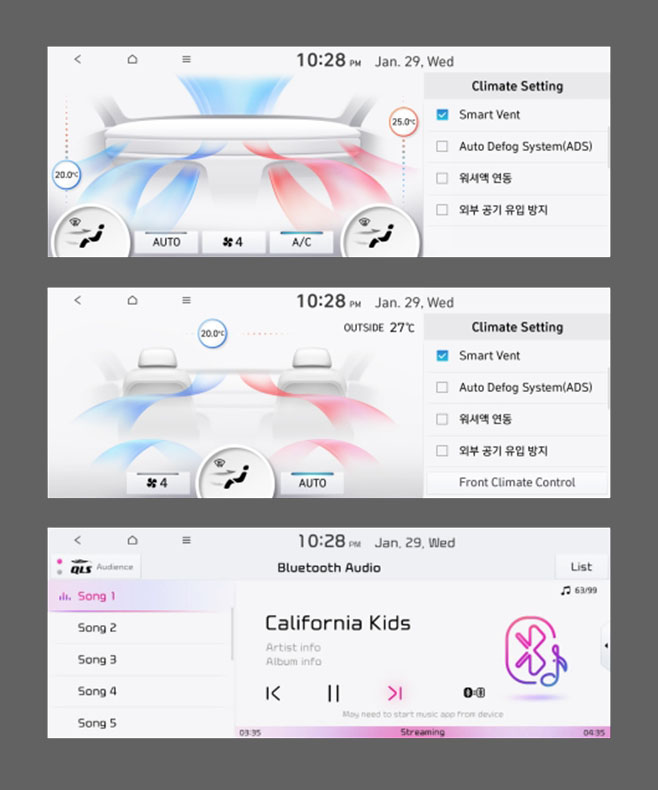 10:28 PM Jan. 29, Wed
Climate Setting
Smart Vent
25.0°C
Auto Defog System(ADS)
20.0°C
워셔액 연동
외부 공기 유입 방지
AUTO
4
A/C
10:28 PM Jan. 29, Wed
20.0°C
OUTSIDE 27℃
Climate Setting
Smart Vent
Auto Defog System(ADS)
워셔액 연동
외부 공기 유입 방지
4
AUTO
Front Climate Control
10:28 PM Jan, 29, Wed
QLS Audience
Bluetooth Audio
List
Song 1
Song 2
Song 3
Song 4
Song 5
63/99
California Kids
Artist info
Album info
May need to start music app from device
03:35
Streaming
04:35